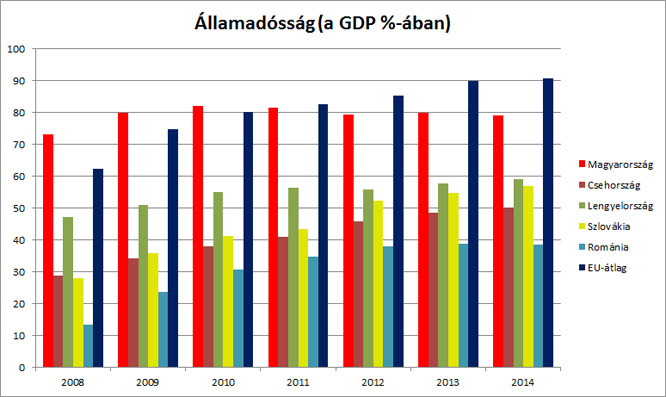 Államadósság (a GDP %-ában)
100
90
80
70
60
50
40
30
20
10
0
2008 2009 2010 2011 2012 2013 2014
Magyarország
Csehország
Lengyelország
Szlovákia
Románia
EU-átlag